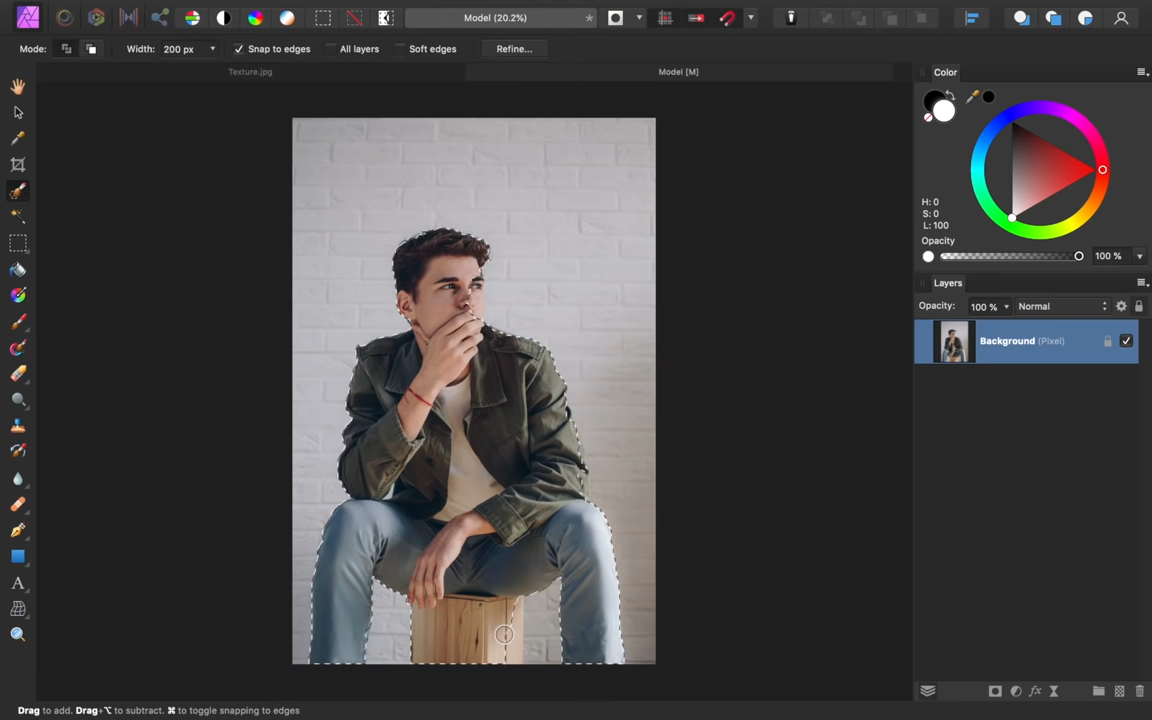 Model (20.2%)
*
Mode:
Width: 200 px
Snap to edges
All layers
Soft edges
Refine...
Texture.jpg
Model [M]
Color
H: 0
S: 0
L: 100
Opacity
100 %
Layers
Opacity: 100 % Normal
Background (Pixel)
A
fx
Drag to add. Drag+⌥ to subtract. ⌘ to toggle snapping to edges